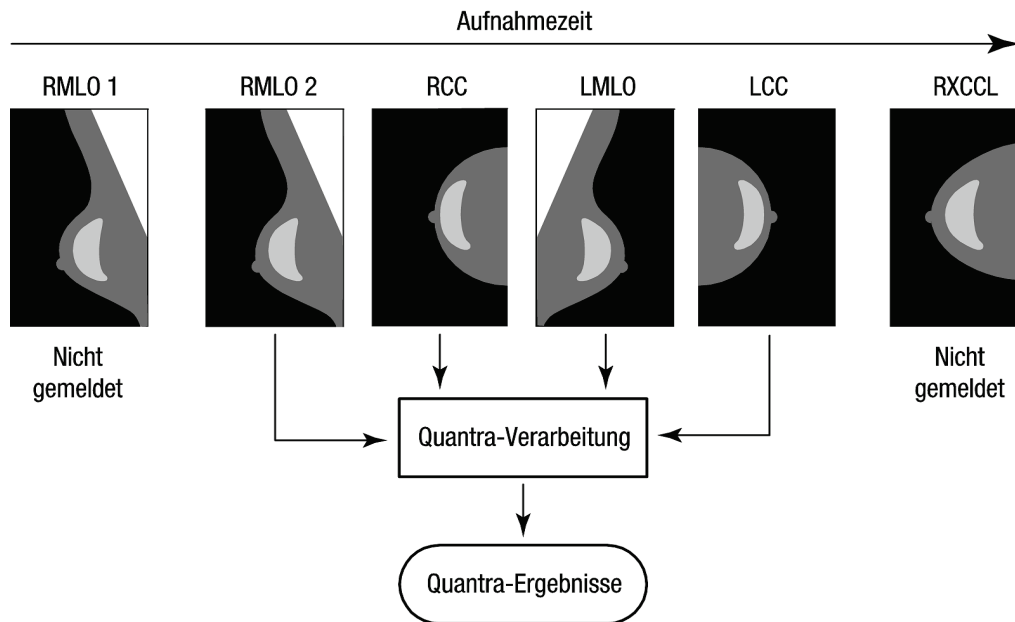 Aufnahmezeit
RMLO 1
RMLO 2
RCC
LMLO
LCC
RXCCL
Nicht
gemeldet
Nicht
gemeldet
Quantra-Verarbeitung
Quantra-Ergebnisse